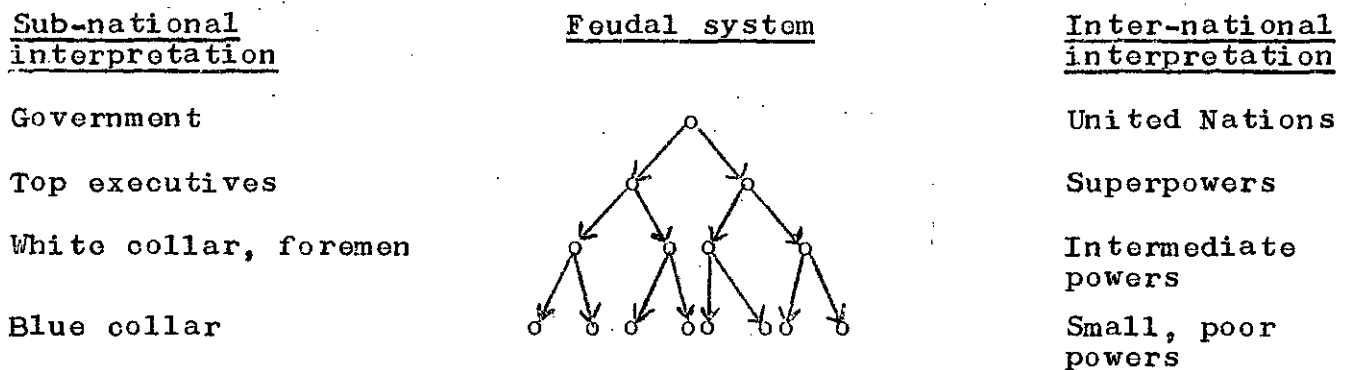 Sub-national
interpretation
Feudal system
Inter-national
interpretation
Government
United Nations
Top executives
Superpowers
White collar, foremen
Intermediate
powers
Blue collar
Small, poor
powers